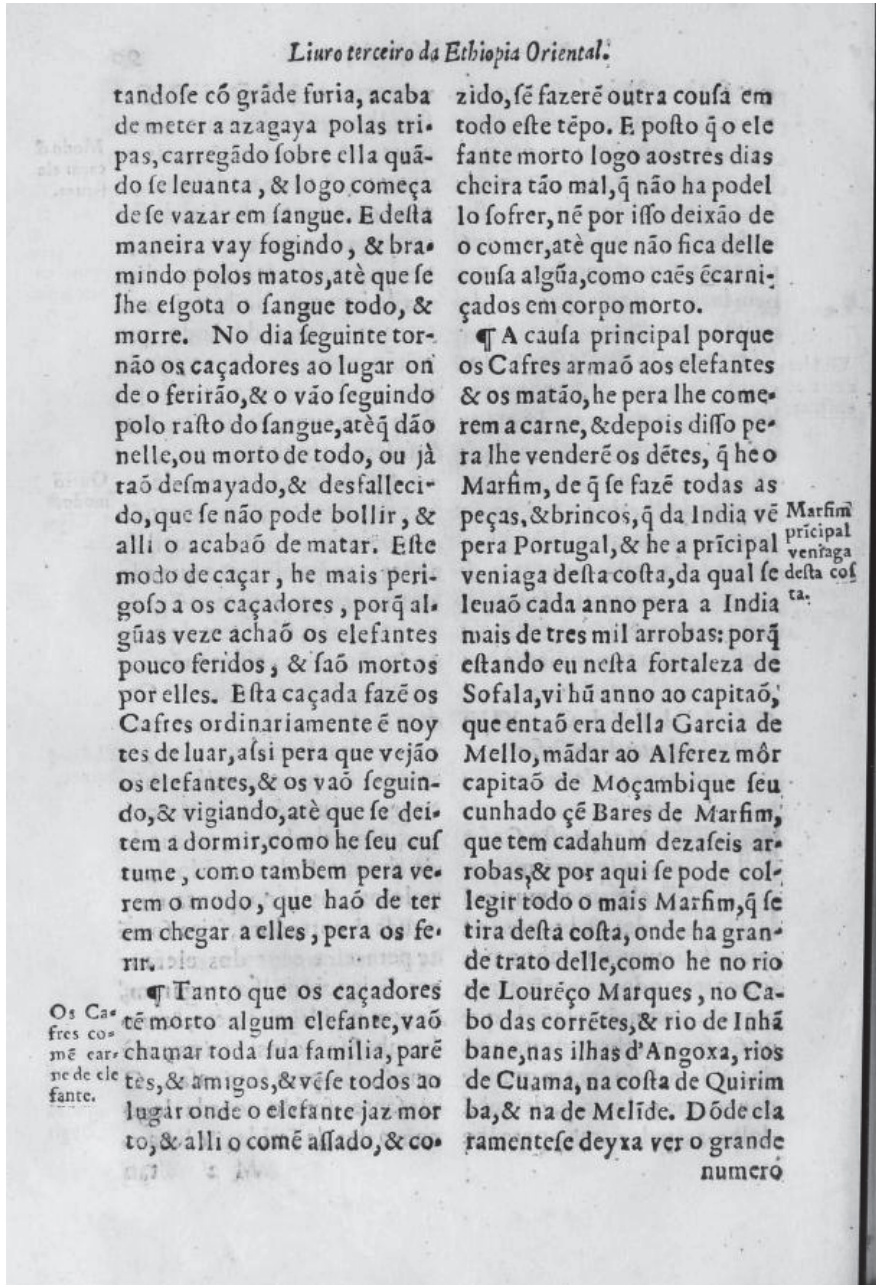 Liuro terceiro da Ethiopia Oriental.
tandoſe cõ grãde furia, acaba
de meter a azagaya polas tri-
pas, carregãdo ſobre ella quã-
do ſe leuanta, & logo começa
de ſe vazar em ſangue. E deſta
maneira vay fogindo, & bra-
mindo polos matos, atè que ſe
lhe eſgota o ſangue todo, &
morre. No dia ſeguinte tor-
não os caçadores ao lugar on
de o ferirão, & o vão ſeguindo
polo raſto do ſangue, atèq̃ dão
nelle, ou morto de todo, ou jà
taõ deſmayado, & desfalleci-
do, que ſe não pode bollir, &
alli o acabaõ de matar. Eſte
modo de caçar, he mais peri-
goſo a os caçadores, porq̃ al-
gũas veze achaõ os elefantes
pouco feridos, & ſaõ mortos
por elles. Eſta caçada fazẽ os
Cafres ordinariamente ẽ noy
tes de luar, aſsi pera que vejão
os elefantes, & os vaõ ſeguin-
do, & vigiando, atè que ſe dei-
tem a dormir, como he ſeu cuſ
tume, como tambem pera ve-
rem o modo, que haõ de ter
em chegar a elles, pera os fe-
rir.
¶ Tanto que os caçadores
tẽ morto algum elefante, vaõ
chamar toda ſua familia, parẽ
tes, & amigos, & vẽſe todos ao
lugar onde o elefante jaz mor
to, & alli o comẽ aſſado, & co-
Os Ca-
fres co-
mẽ car-
ne de ele
fante.
zido, ſẽ fazerẽ outra couſa em
todo eſte tẽpo. E poſto q̃ o ele
fante morto logo aostres dias
cheira tão mal, q̃ não ha podel
lo ſofrer, nẽ por iſſo deixão de
o comer, atè que não fica delle
couſa algũa, como caẽs ẽcarni-
çados em corpo morto.
¶ A cauſa principal porque
os Cafres armaõ aos elefantes
& os matão, he pera lhe come-
rem a carne, & depois diſſo pe-
ra lhe venderẽ os dẽtes, q̃ he o
Marfim, de q̃ ſe fazẽ todas as
peças, & brincos, q̃ da India vẽ
pera Portugal, & he a prĩcipal
veniaga deſta coſta, da qual ſe
leuaõ cada anno pera a India
mais de tres mil arrobas: porq̃
eſtando eu neſta fortaleza de
Sofala, vi hũ anno ao capitaõ,
que entaõ era della Garcia de
Mello, mãdar ao Alferez môr
capitaõ de Moçambique ſeu
cunhado çẽ Bares de Marfim,
que tem cadahum dezaſeis ar-
robas, & por aqui ſe pode col-
legir todo o mais Marfim, q̃ ſe
tira deſta coſta, onde ha gran-
de trato delle, como he no rio
de Lourẽço Marques, no Ca-
bo das corrẽtes, & rio de Inhã
bane, nas ilhas d'Angoxa, rios
de Cuama, na coſta de Quirim
ba, & na de Melĩde. Dõde cla
ramenteſe deyxa ver o grande
numero
Marfim
prĩcipal
veniaga
deſta coſ
ta.